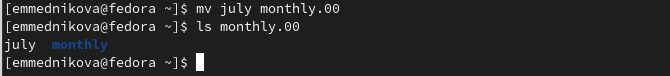 [emmednikova@fedora ~]$ mv july monthly.00
[emmednikova@fedora ~]$ ls monthly.00
july  monthly
[emmednikova@fedora ~]$